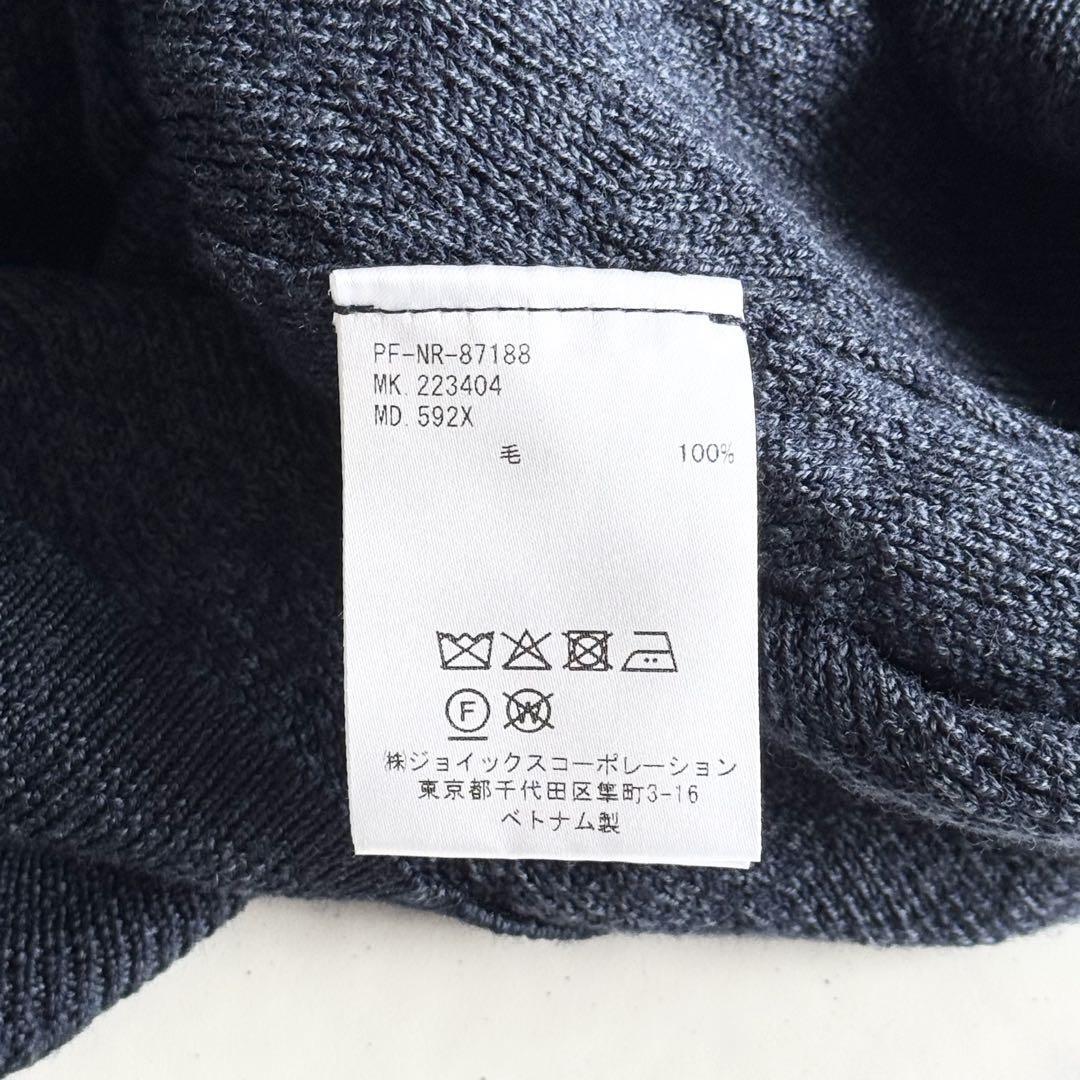 PF-NR-87188
MK. 223404
MD. 592X
毛 100%
F
W
㈱ジョイックスコーポレーション
東京都千代田区隼町3-16
ベトナム製